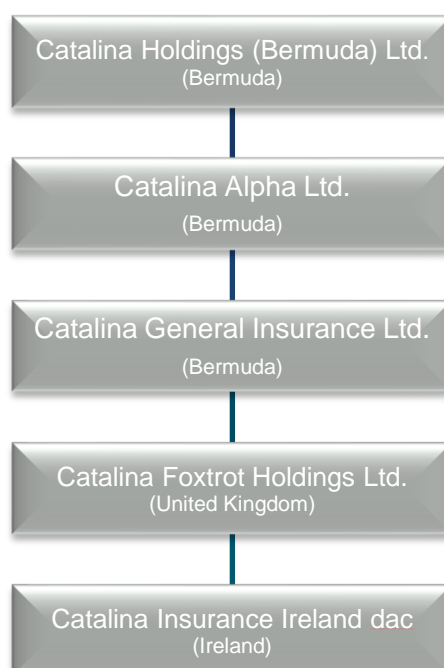 Catalina Holdings (Bermuda) Ltd.
(Bermuda)
Catalina Alpha Ltd.
(Bermuda)
Catalina General Insurance Ltd.
(Bermuda)
Catalina Foxtrot Holdings Ltd.
(United Kingdom)
Catalina Insurance Ireland dac
(Ireland)